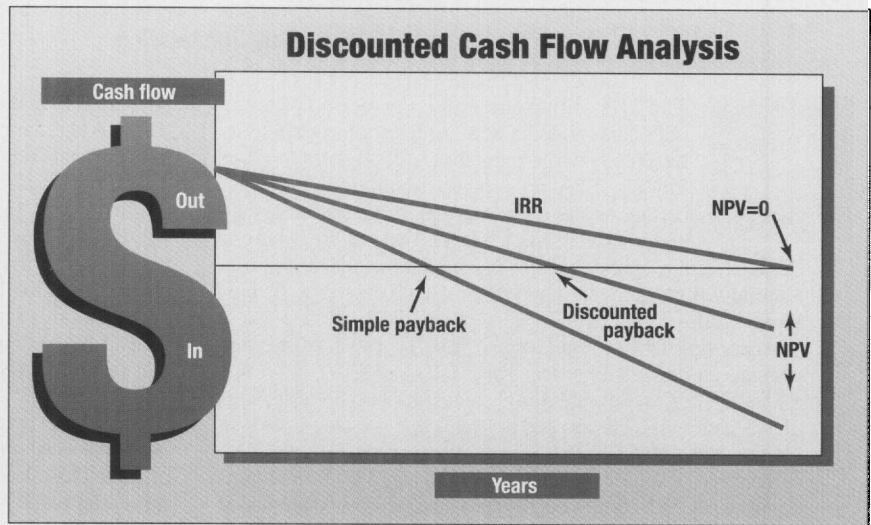 Discounted Cash Flow Analysis
Cash flow
Out
In
IRR
NPV=0
Simple payback
Discounted
payback
NPV
Years